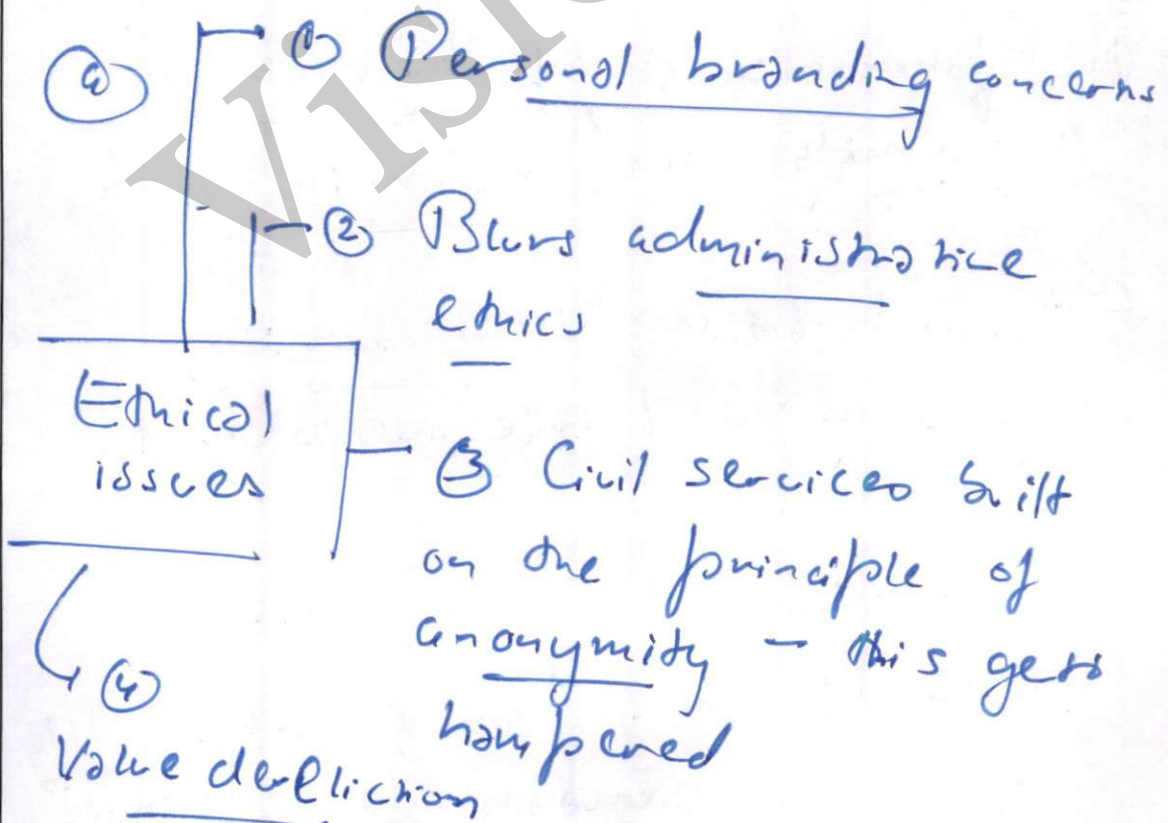 (a)
① Personal branding concerns
② Blurs administrative
ethics
Ethical
issues
③ Civil services built
on the principle of
anonymity - this gets
hampered
④
Value dereliction
Visi